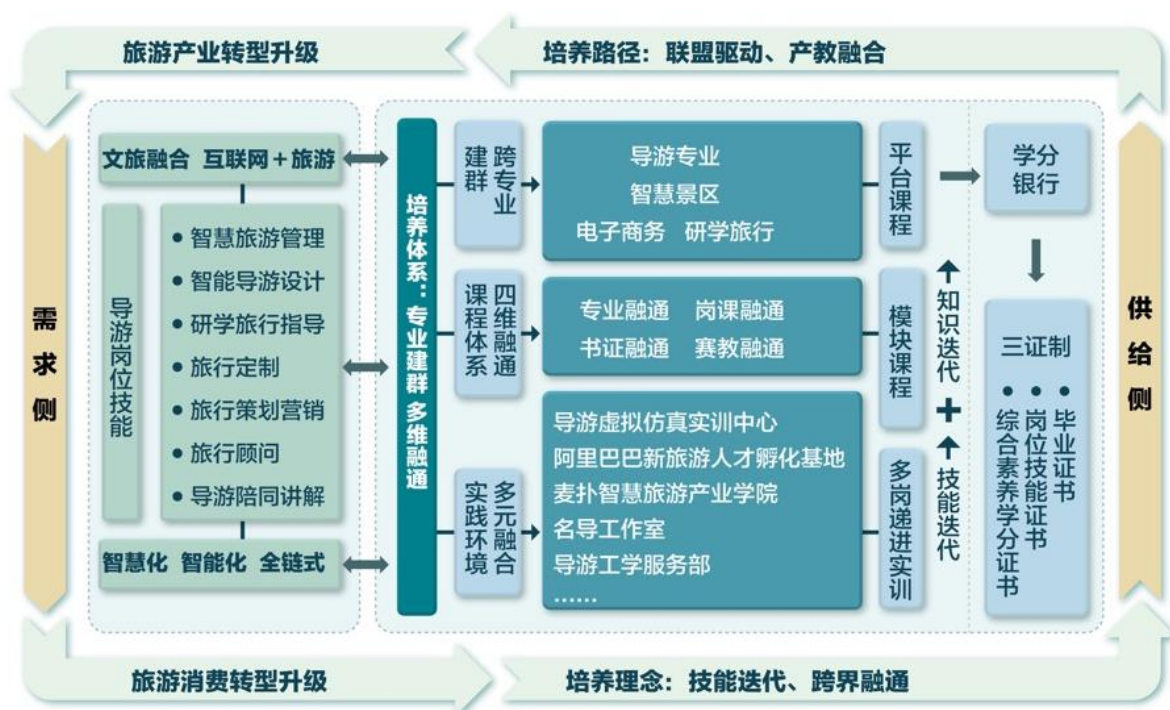 旅游产业转型升级
培养路径：联盟驱动、产教融合
需求侧
文旅融合 互联网＋旅游
导游岗位技能
• 智慧旅游管理
• 智能导游设计
• 研学旅行指导
• 旅行定制
• 旅行策划营销
• 旅行顾问
• 导游陪同讲解
智慧化 智能化 全链式
培养体系：专业建群 多维融通
跨专业
建群
导游专业
智慧景区
电子商务 研学旅行
平台课程
四维融通
课程体系
专业融通 岗课融通
书证融通 赛教融通
模块课程
多元融合
实践环境
导游虚拟仿真实训中心
阿里巴巴新旅游人才孵化基地
麦扑智慧旅游产业学院
名导工作室
导游工学服务部
……
多岗递进实训
知识迭代
＋
技能迭代
学分
银行
三证制
• 毕业证书
• 岗位技能证书
• 综合素养学分证书
供给侧
旅游消费转型升级
培养理念：技能迭代、跨界融通